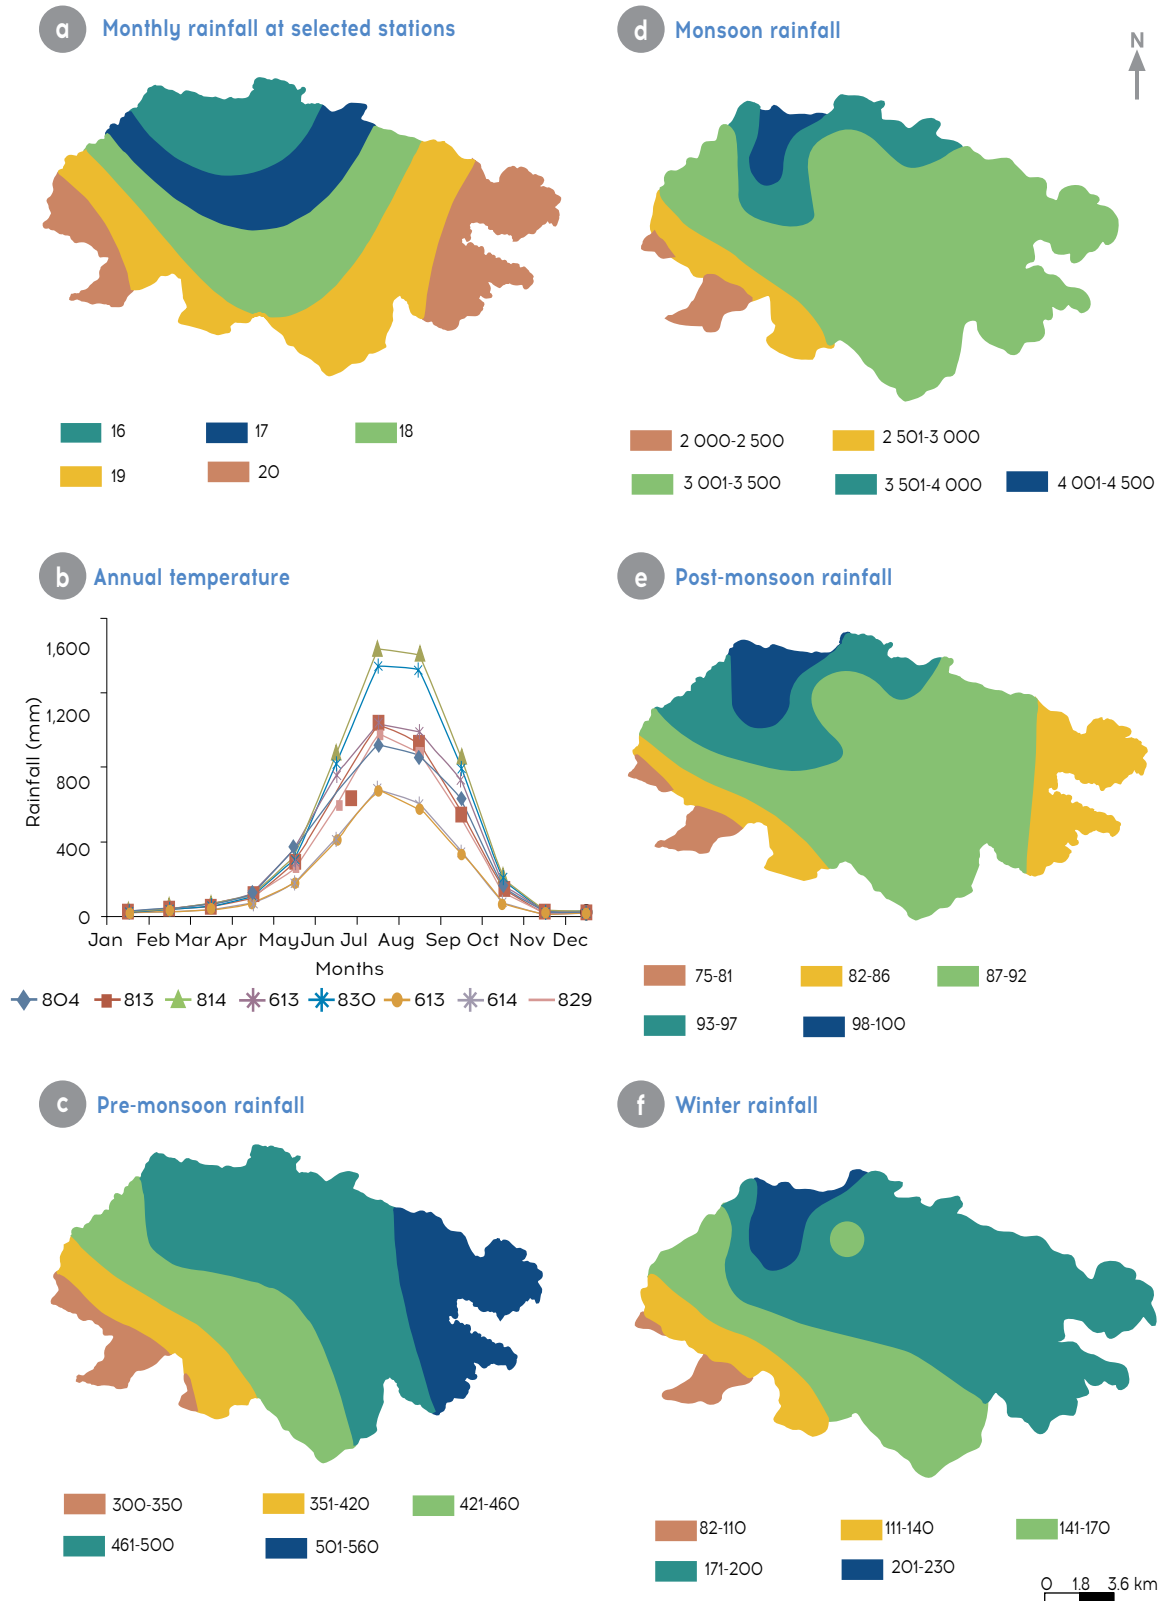 a Monthly rainfall at selected stations
16 17 18
19 20
b Annual temperature
1,600
1,200
800
400
0
Rainfall (mm)
Jan Feb Mar Apr May Jun Jul Aug Sep Oct Nov Dec
Months
804 813 814 613 830 613 614 829
c Pre-monsoon rainfall
300-350 351-420 421-460
461-500 501-560
d Monsoon rainfall
N
2 000-2 500 2 501-3 000
3 001-3 500 3 501-4 000 4 001-4 500
e Post-monsoon rainfall
75-81 82-86 87-92
93-97 98-100
f Winter rainfall
82-110 111-140 141-170
171-200 201-230
0 1.8 3.6 km